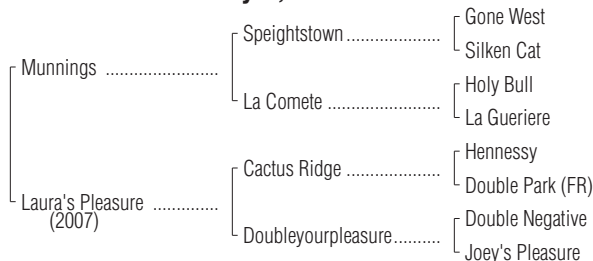 Gone West
Speightstown ......................
Silken Cat
Munnings ..........................
Holy Bull
La Comete ..........................
La Gueriere
Hennessy
Cactus Ridge ......................
Double Park (FR)
Laura's Pleasure ...............
(2007)
Double Negative
Doubleyourpleasure..........
Joey's Pleasure